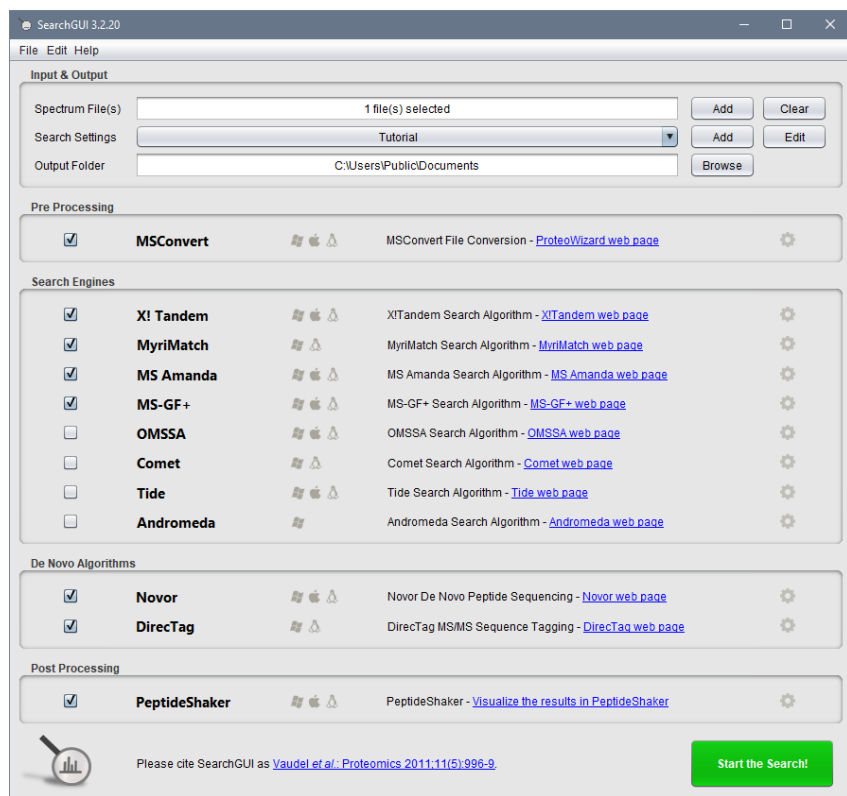 SearchGUI 3.2.20
File Edit Help
Input & Output
Spectrum File(s) 1 file(s) selected Add Clear
Search Settings Tutorial Add Edit
Output Folder C:\Users\Public\Documents Browse
Pre Processing
MSConvert MSConvert File Conversion - ProteoWizard web page
Search Engines
X! Tandem X!Tandem Search Algorithm - X!Tandem web page
MyriMatch MyriMatch Search Algorithm - MyriMatch web page
MS Amanda MS Amanda Search Algorithm - MS Amanda web page
MS-GF+ MS-GF+ Search Algorithm - MS-GF+ web page
OMSSA OMSSA Search Algorithm - OMSSA web page
Comet Comet Search Algorithm - Comet web page
Tide Tide Search Algorithm - Tide web page
Andromeda Andromeda Search Algorithm - Andromeda web page
De Novo Algorithms
Novor Novor De Novo Peptide Sequencing - Novor web page
DirecTag DirecTag MS/MS Sequence Tagging - DirecTag web page
Post Processing
PeptideShaker PeptideShaker - Visualize the results in PeptideShaker
Please cite SearchGUI as Vaudel et al.: Proteomics 2011;11(5):996-9. Start the Search!